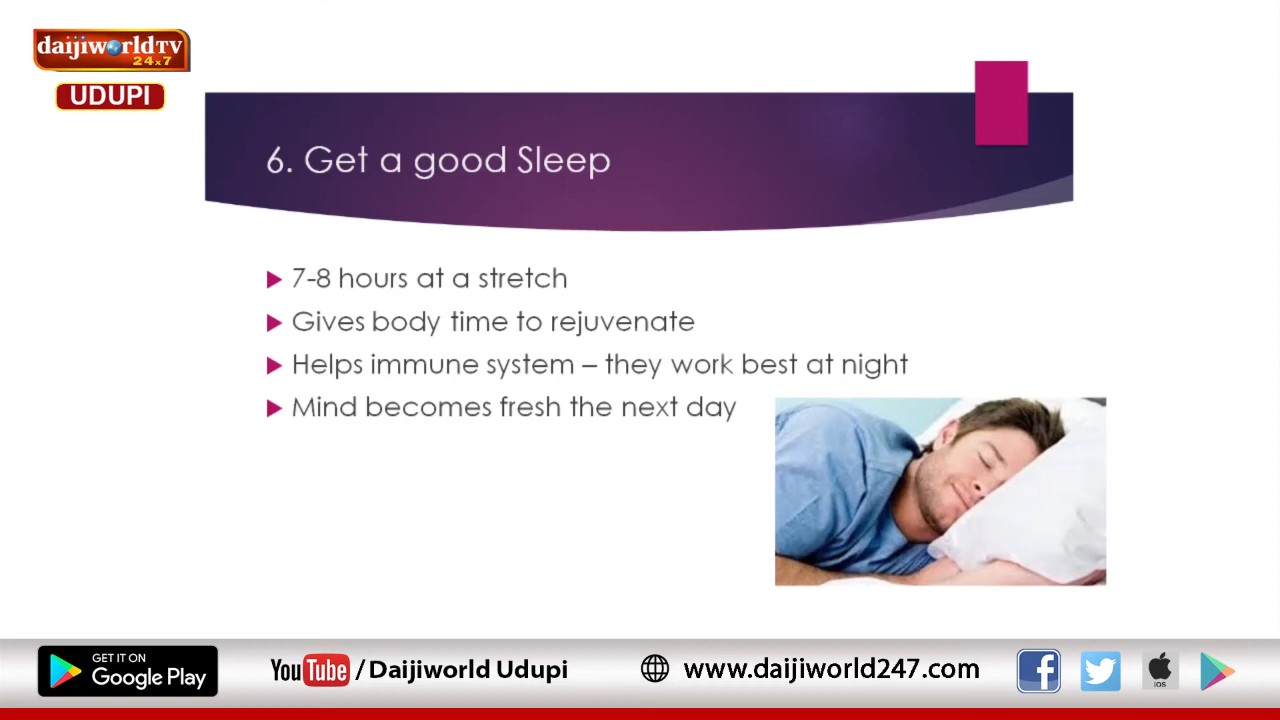 daijiworldTV
24x7
UDUPI
6. Get a good Sleep
7-8 hours at a stretch
Gives body time to rejuvenate
Helps immune system – they work best at night
Mind becomes fresh the next day
GET IT ON
Google Play
YouTube / Daijiworld Udupi
www.daijiworld247.com
f
iOS